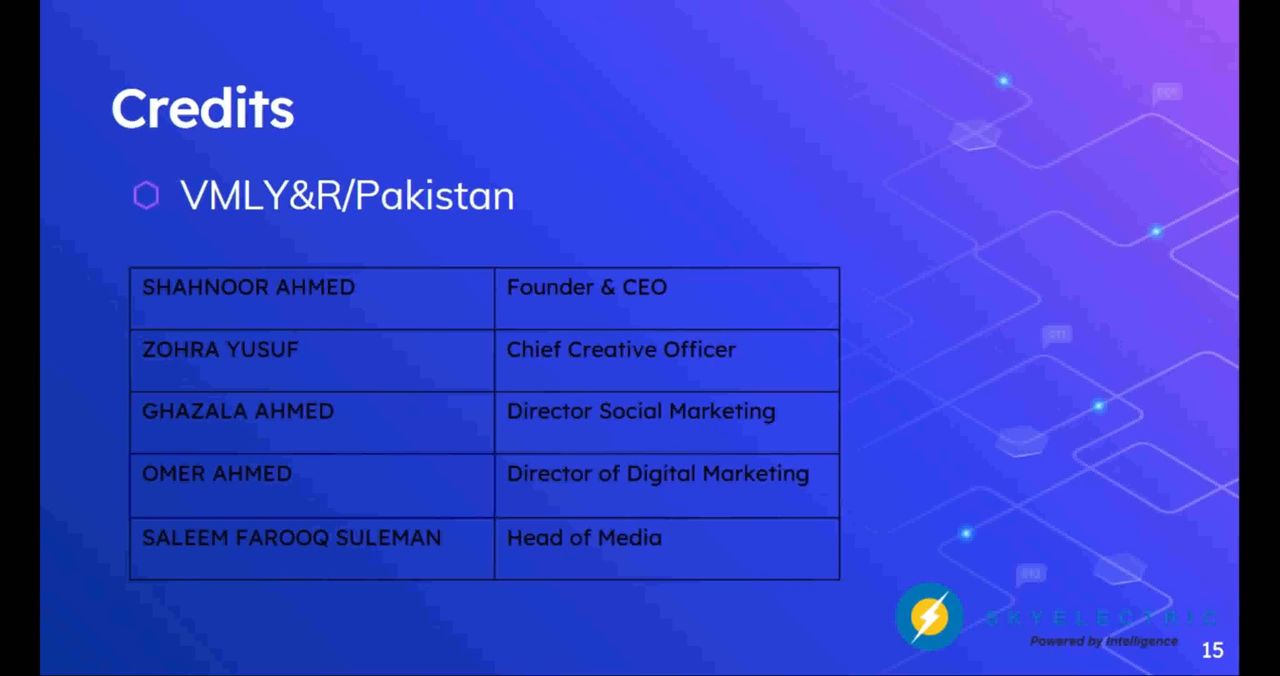 Credits
VMLY&R/Pakistan
SHAHNOOR AHMED Founder & CEO
ZOHRA YUSUF Chief Creative Officer
GHAZALA AHMED Director Social Marketing
OMER AHMED Director of Digital Marketing
SALEEM FAROOQ SULEMAN Head of Media
SKYELECTRIC
Powered by Intelligence
15